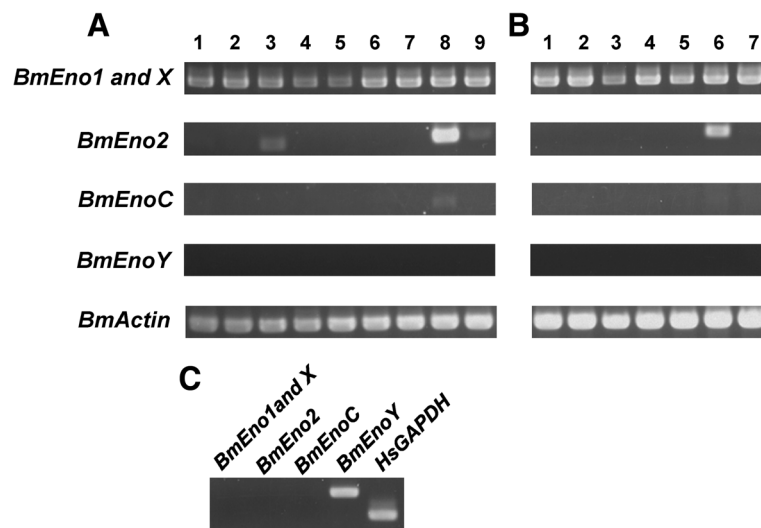 A B
1 2 3 4 5 6 7 8 9 1 2 3 4 5 6 7
BmEno1 and X
BmEno2
BmEnoC
BmEnoY
BmActin
C
BmEno1and X
BmEno2
BmEnoC
BmEnoY
HsGAPDH